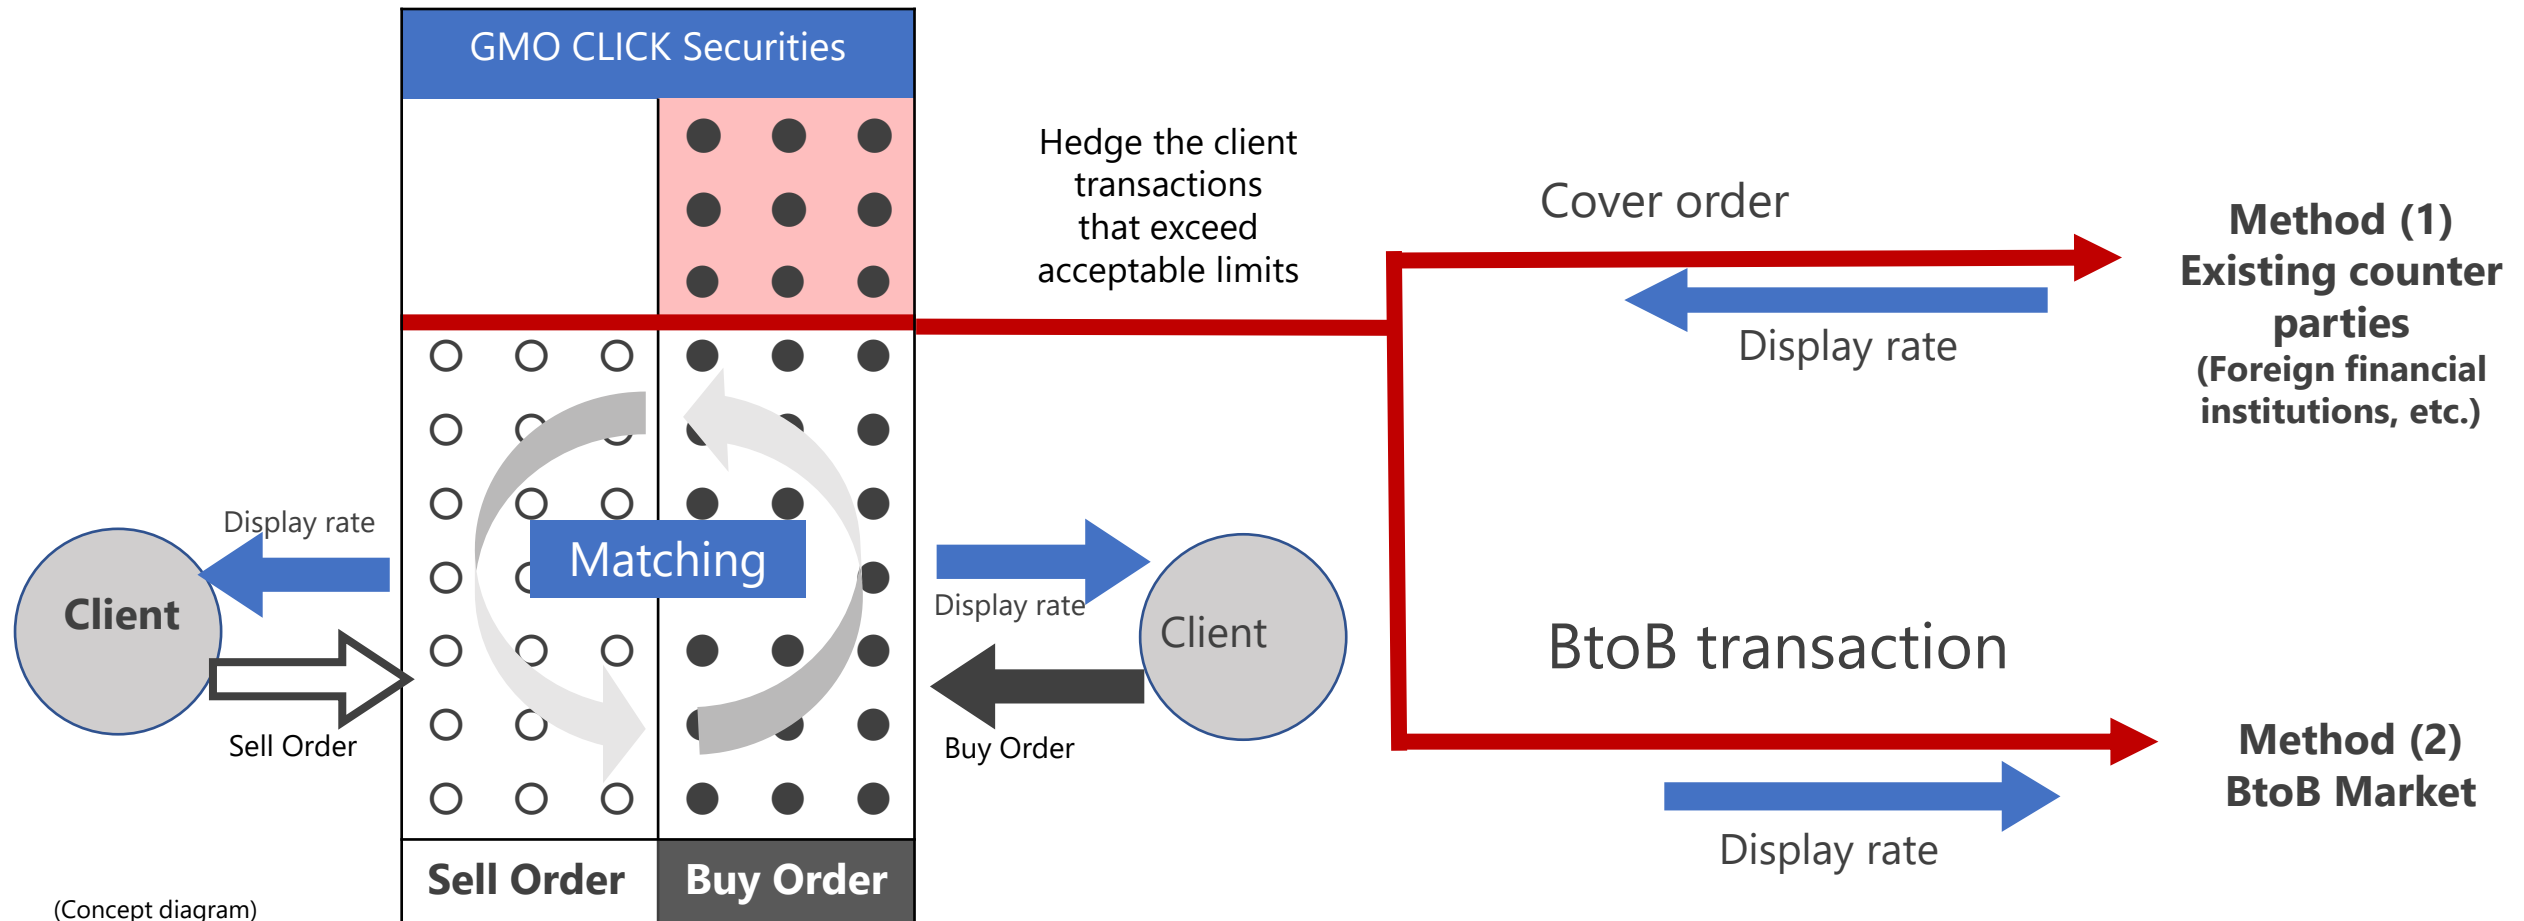 GMO CLICK Securities
Hedge the client
transactions
that exceed
acceptable limits
Cover order
Display rate
Method (1)
Existing counter
parties
(Foreign financial
institutions, etc.)
Display rate
Client
Sell Order
Matching
Display rate
Client
Buy Order
BtoB transaction
Display rate
Method (2)
BtoB Market
Sell Order
Buy Order
(Concept diagram)